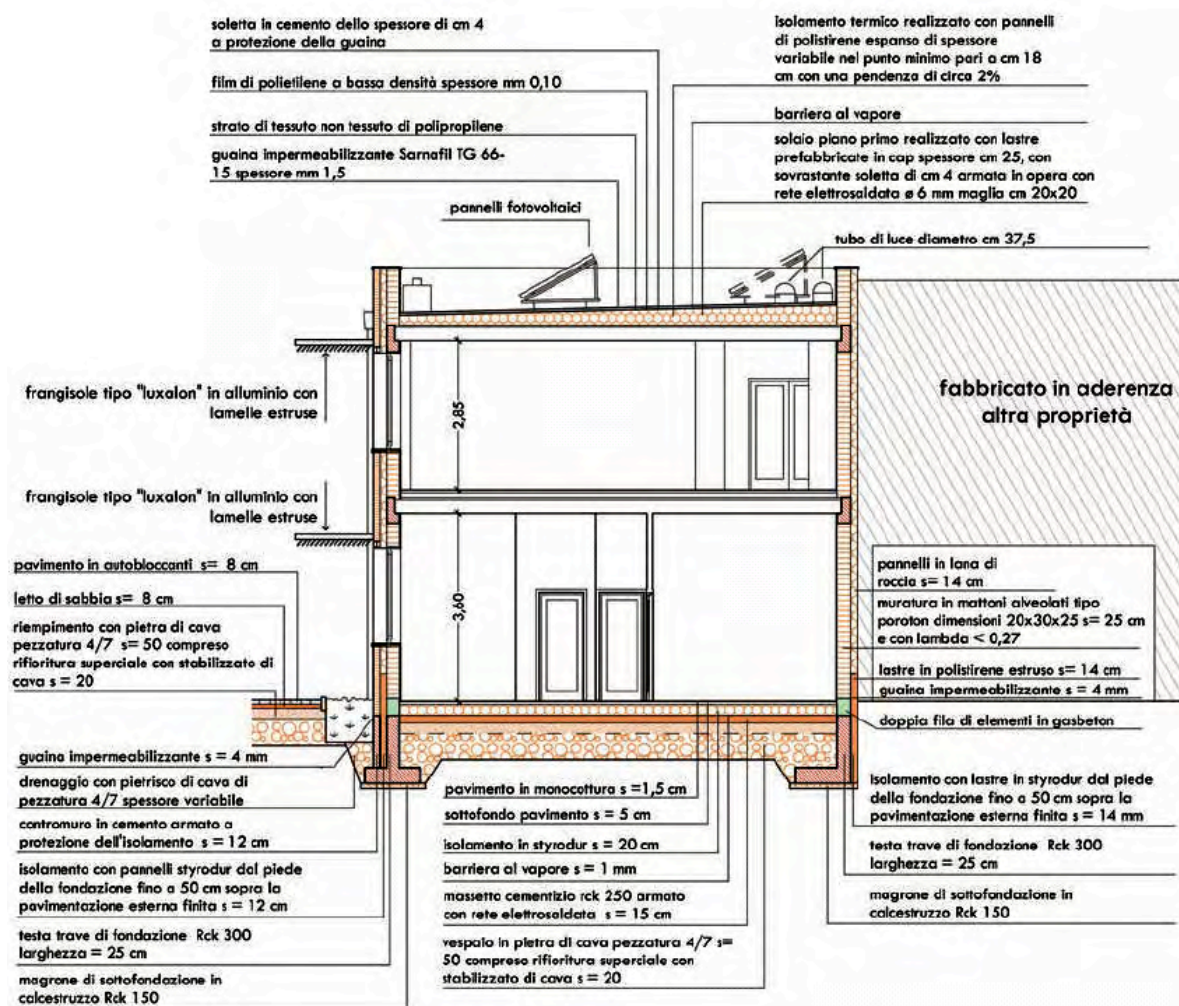 soletta in cemento dello spessore di cm 4
a protezione della guaina
film di polietilene a bassa densità spessore mm 0,10
strato di tessuto non tessuto di polipropilene
guaina impermeabilizzante Sarnafil TG 66-
15 spessore mm 1,5
pannelli fotovoltaici
isolamento termico realizzato con pannelli
di polistirene espanso di spessore
variabile nel punto minimo pari a cm 18
cm con una pendenza di circa 2%
barriera al vapore
solaio piano primo realizzato con lastre
prefabbricate in cap spessore cm 25, con
sovrastante soletta di cm 4 armata in opera con
rete elettrosaldata ø 6 mm maglia cm 20x20
tubo di luce diametro cm 37,5
frangisole tipo "luxalon" in alluminio con
lamelle estruse
2,85
fabbricato in aderenza
altra proprietà
frangisole tipo "luxalon" in alluminio con
lamelle estruse
3,60
pavimento in autobloccanti s= 8 cm
letto di sabbia s= 8 cm
riempimento con pietra di cava
pezzatura 4/7 s= 50 compreso
rifioritura superciale con stabilizzato di
cava s = 20
guaina impermeabilizzante s = 4 mm
drenaggio con pietrisco di cava di
pezzatura 4/7 spessore variabile
contromuro in cemento armato a
protezione dell'isolamento s = 12 cm
isolamento con pannelli styrodur dal piede
della fondazione fino a 50 cm sopra la
pavimentazione esterna finita s = 12 cm
testa trave di fondazione Rck 300
larghezza = 25 cm
magrone di sottofondazione in
calcestruzzo Rck 150
pavimento in monocottura s =1,5 cm
sottofondo pavimento s = 5 cm
isolamento in styrodur s = 20 cm
barriera al vapore s = 1 mm
massetto cementizio rck 250 armato
con rete elettrosaldata s = 15 cm
vespaio in pietra di cava pezzatura 4/7 s=
50 compreso rifioritura superciale con
stabilizzato di cava s = 20
pannelli in lana di
roccia s= 14 cm
muratura in mattoni alveolati tipo
poroton dimensioni 20x30x25 s= 25 cm
e con lambda < 0,27
lastre in polistirene estruso s= 14 cm
guaina impermeabilizzante s = 4 mm
doppia fila di elementi in gasbeton
Isolamento con lastre in styrodur dal piede
della fondazione fino a 50 cm sopra la
pavimentazione esterna finita s = 14 mm
testa trave di fondazione Rck 300
larghezza = 25 cm
magrone di sottofondazione in
calcestruzzo Rck 150